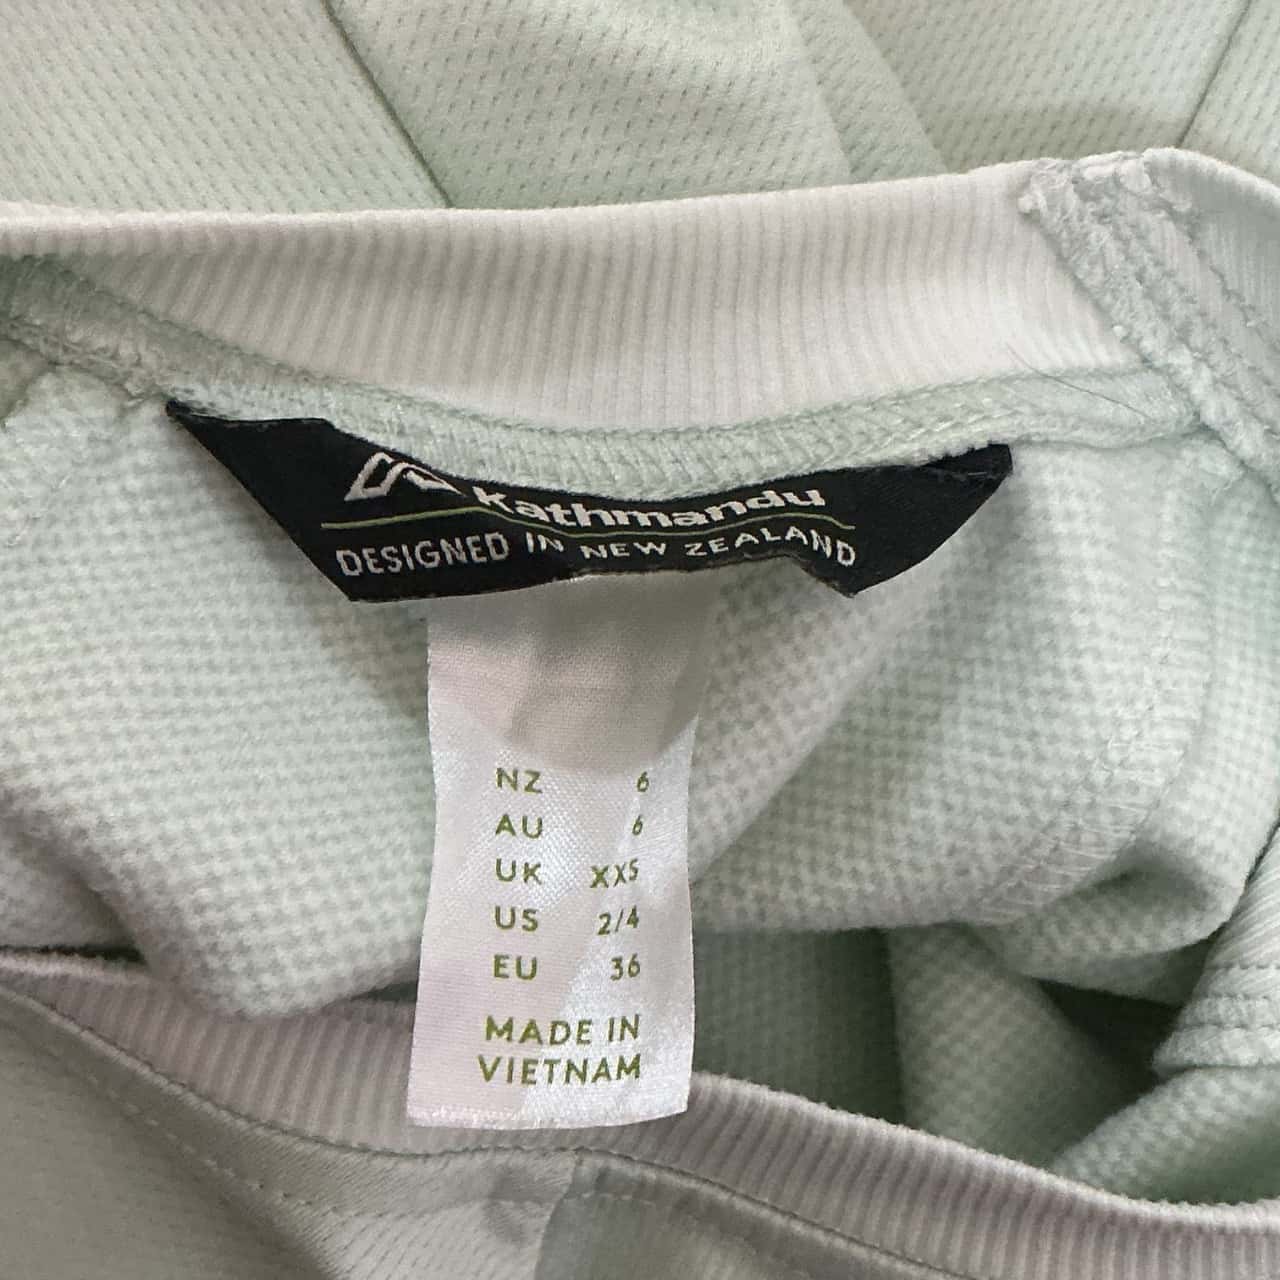 Kathmandu
DESIGNED IN NEW ZEALAND
NZ 6
AU 6
UK XXS
US 2/4
EU 36
MADE IN
VIETNAM